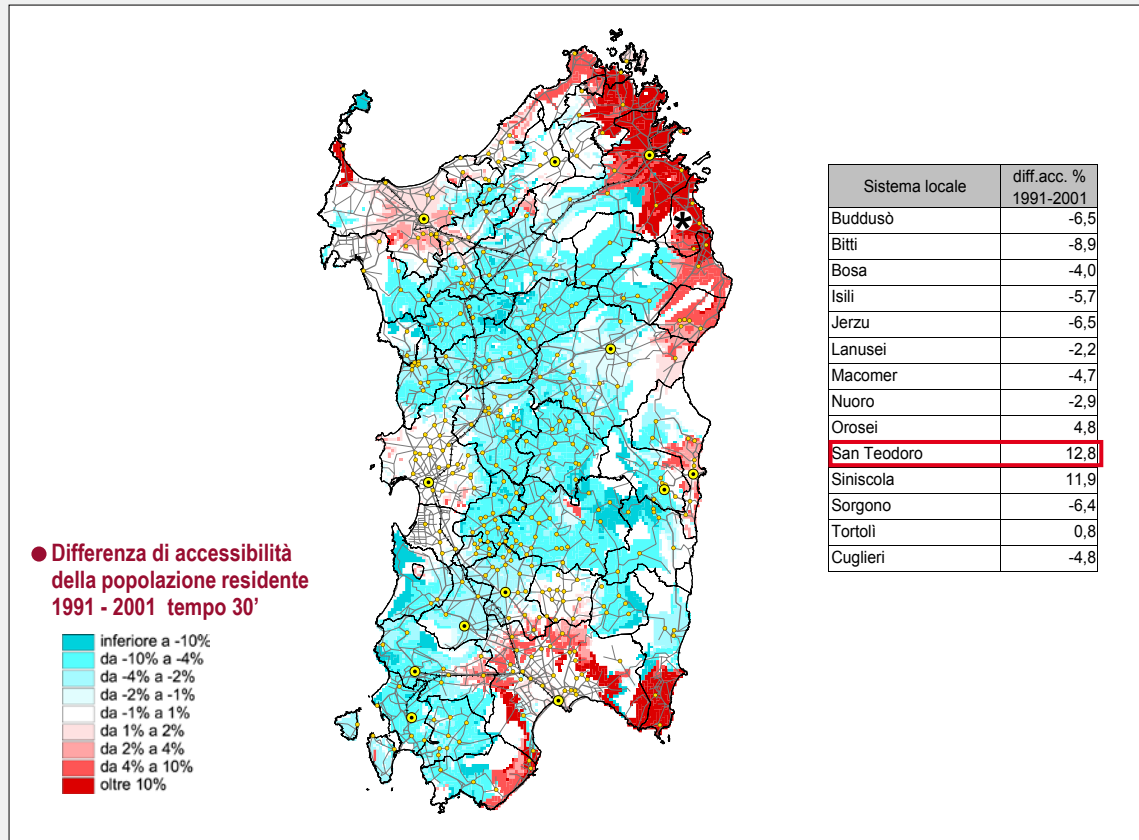 Sistema locale diff.acc. % 1991-2001
Buddusò -6,5
Bitti -8,9
Bosa -4,0
Isili -5,7
Jerzu -6,5
Lanusei -2,2
Macomer -4,7
Nuoro -2,9
Orosei 4,8
San Teodoro 12,8
Siniscola 11,9
Sorgono -6,4
Tortolì 0,8
Cuglieri -4,8
*
Differenza di accessibilità
della popolazione residente
1991 - 2001 tempo 30'
inferiore a -10%
da -10% a -4%
da -4% a -2%
da -2% a -1%
da -1% a 1%
da 1% a 2%
da 2% a 4%
da 4% a 10%
oltre 10%